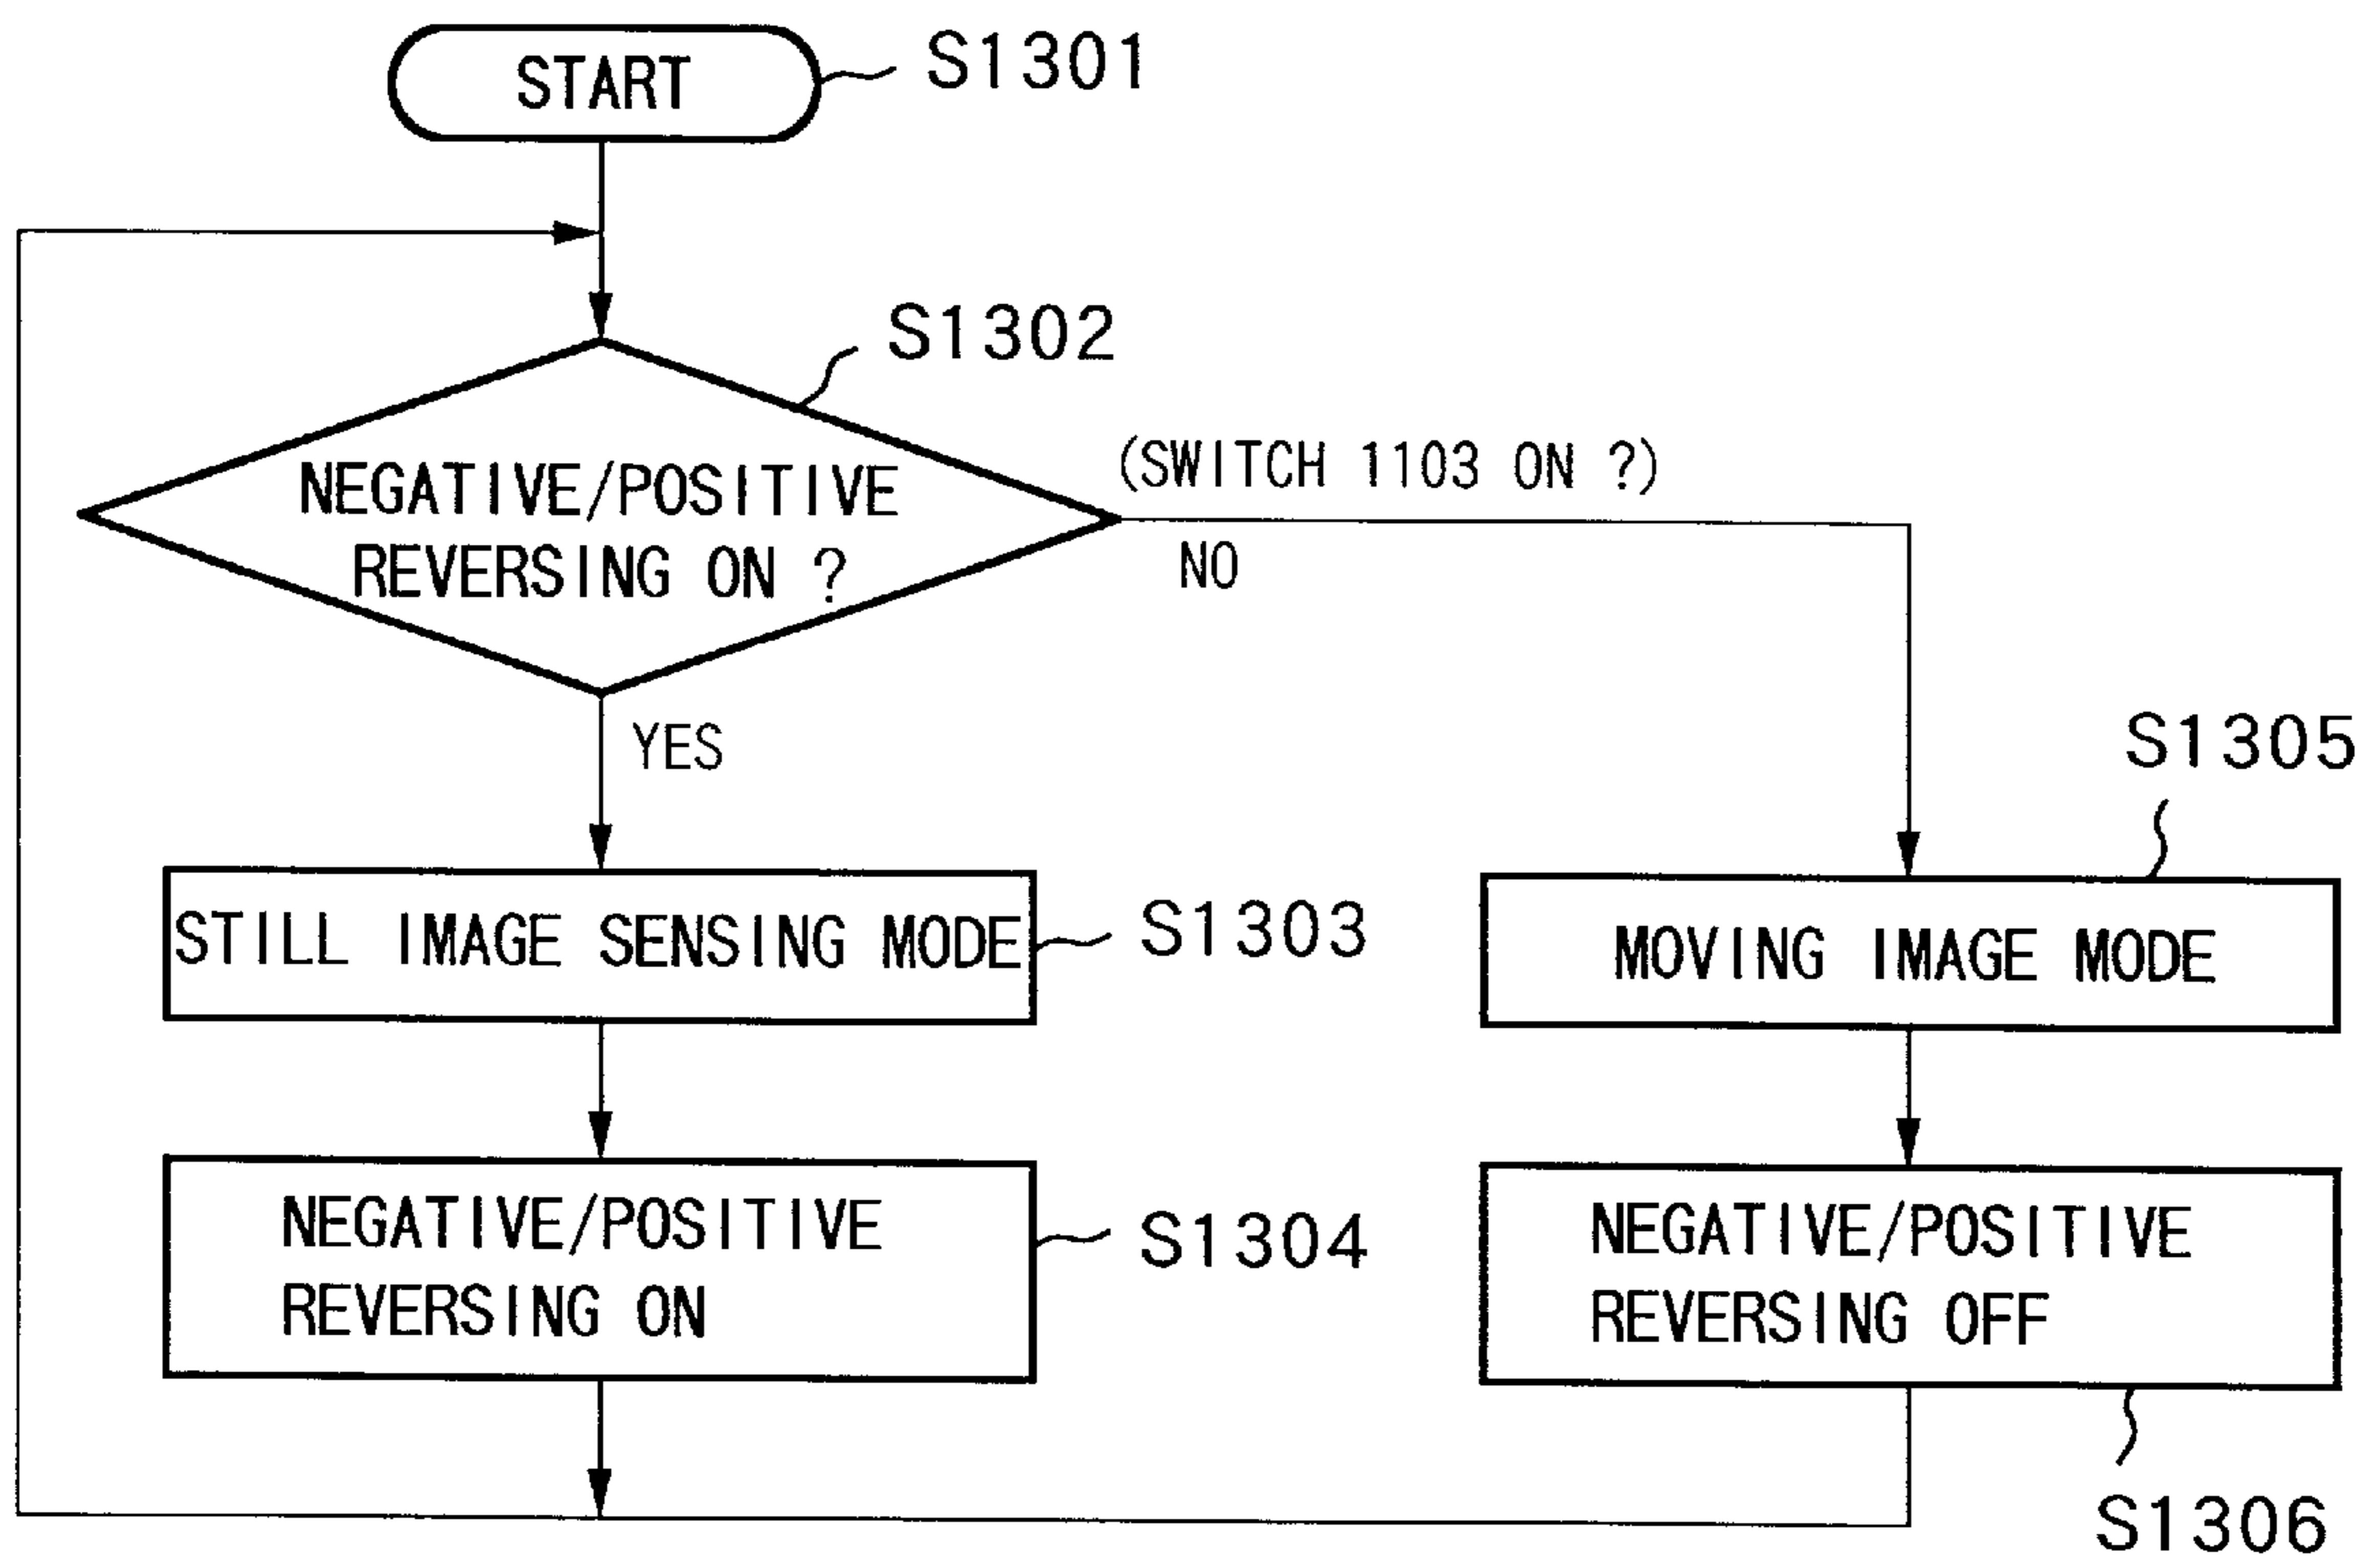 START
S1301
S1302
NEGATIVE/POSITIVE
REVERSING ON ?
(SWITCH 1103 ON ?)
NO
YES
S1305
STILL IMAGE SENSING MODE
S1303
MOVING IMAGE MODE
NEGATIVE/POSITIVE
REVERSING ON
S1304
NEGATIVE/POSITIVE
REVERSING OFF
S1306